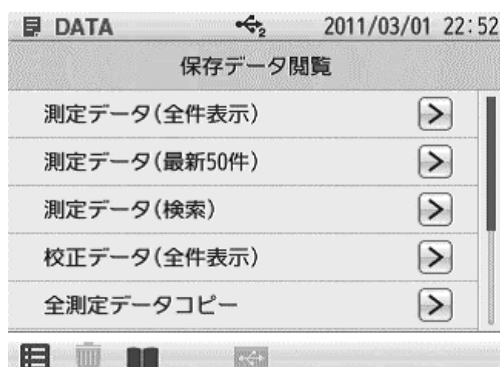 DATA 2 2011/03/01 22:52
保存データ閲覧
測定データ(全件表示)
測定データ(最新50件)
測定データ(検索)
校正データ(全件表示)
全測定データコピー